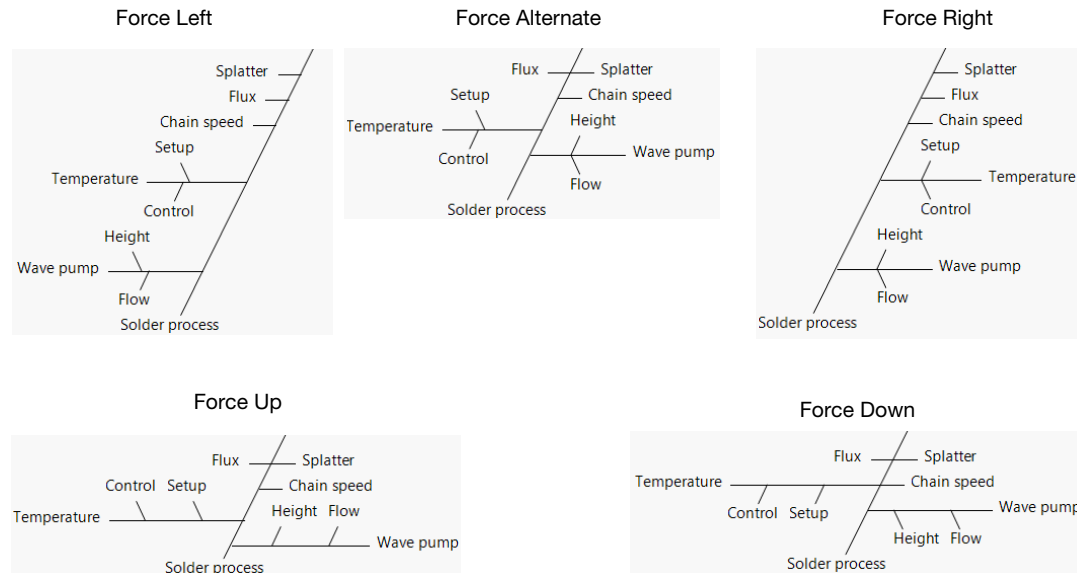 Force Left
Splatter
Flux
Chain speed
Setup
Temperature
Control
Height
Wave pump
Flow
Solder process
Force Alternate
Flux
Splatter
Setup
Chain speed
Temperature
Height
Control
Wave pump
Flow
Solder process
Force Right
Splatter
Flux
Chain speed
Setup
Temperature
Control
Height
Wave pump
Flow
Solder process
Force Up
Flux
Splatter
Control
Setup
Chain speed
Temperature
Height
Flow
Wave pump
Solder process
Force Down
Flux
Splatter
Temperature
Chain speed
Control
Setup
Wave pump
Height
Flow
Solder process